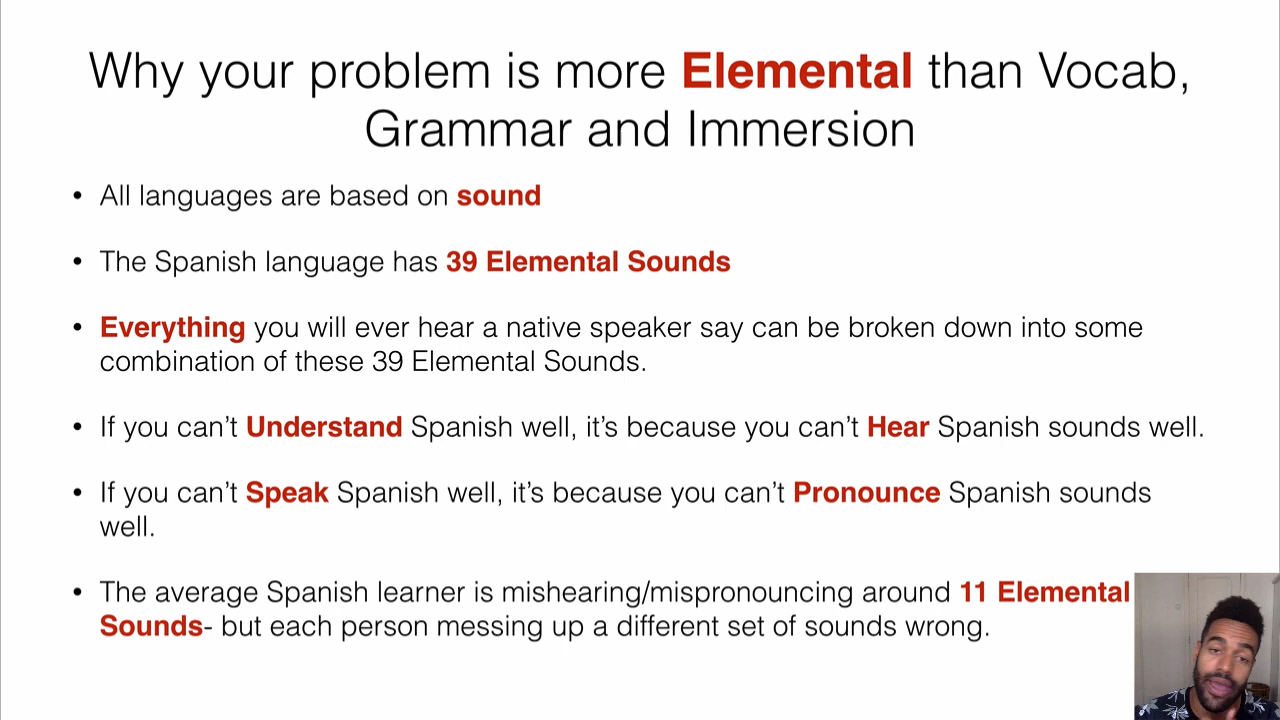 Why your problem is more Elemental than Vocab,
Grammar and Immersion
• All languages are based on sound
• The Spanish language has 39 Elemental Sounds
• Everything you will ever hear a native speaker say can be broken down into some
combination of these 39 Elemental Sounds.
• If you can’t Understand Spanish well, it’s because you can’t Hear Spanish sounds well.
• If you can’t Speak Spanish well, it’s because you can’t Pronounce Spanish sounds
well.
• The average Spanish learner is mishearing/mispronouncing around 11 Elemental
Sounds- but each person messing up a different set of sounds wrong.